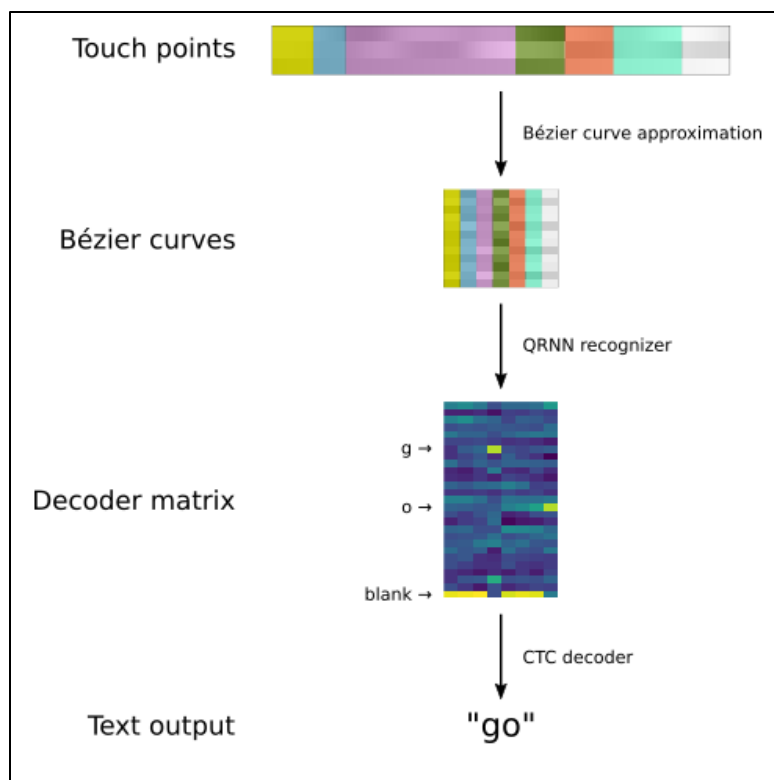 Touch points
Bézier curve approximation
Bézier curves
QRNN recognizer
g →
Decoder matrix
o →
blank →
CTC decoder
Text output
"go"